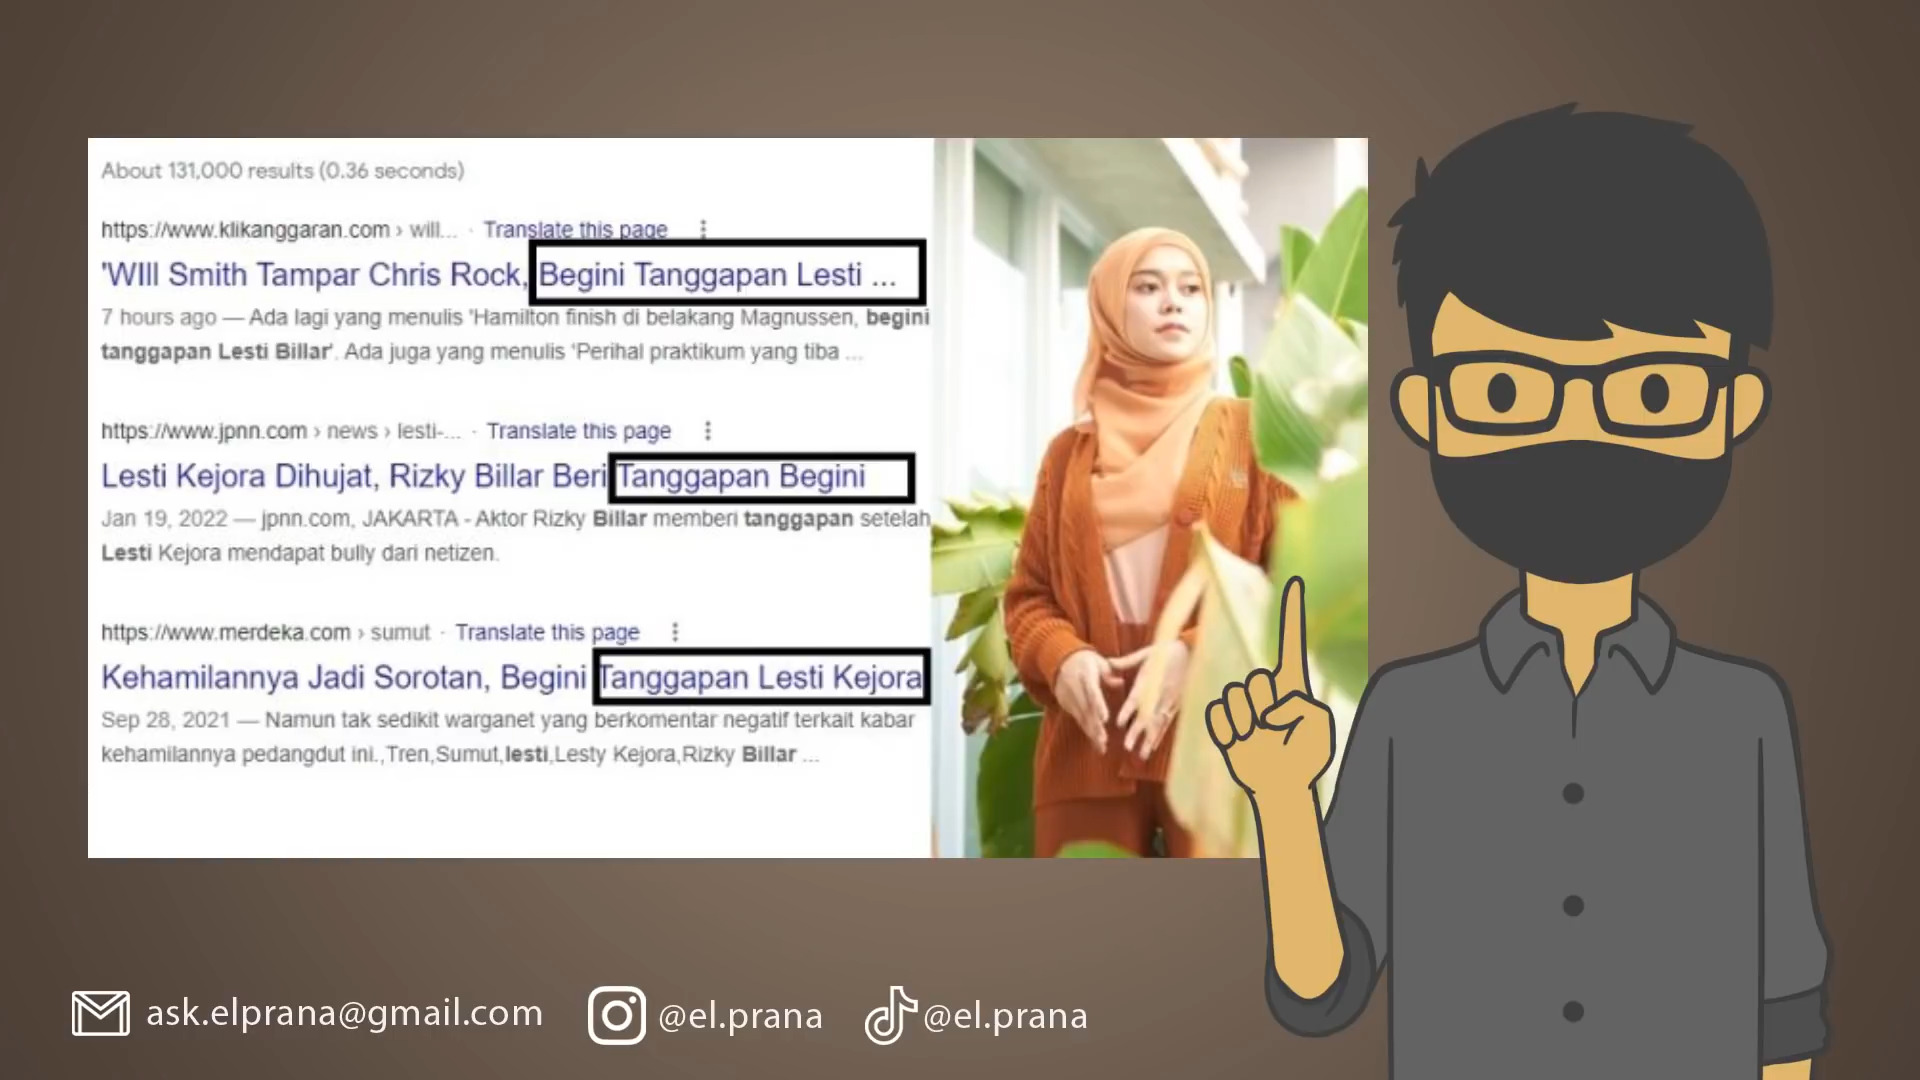 About 131,000 results (0.36 seconds)
https://www.klikanggaran.com › will... · Translate this page
'WIll Smith Tampar Chris Rock, Begini Tanggapan Lesti ...
7 hours ago — Ada lagi yang menulis 'Hamilton finish di belakang Magnussen, begini
tanggapan Lesti Billar'. Ada juga yang menulis 'Perihal praktikum yang tiba ...
https://www.jpnn.com › news › lesti-... · Translate this page
Lesti Kejora Dihujat, Rizky Billar Beri Tanggapan Begini
Jan 19, 2022 — jpnn.com, JAKARTA - Aktor Rizky Billar memberi tanggapan setelah
Lesti Kejora mendapat bully dari netizen.
https://www.merdeka.com › sumut · Translate this page
Kehamilannya Jadi Sorotan, Begini Tanggapan Lesti Kejora
Sep 28, 2021 — Namun tak sedikit warganet yang berkomentar negatif terkait kabar
kehamilannya pedangdut ini.,Tren,Sumut,lesti,Lesty Kejora,Rizky Billar ...
ask.elprana@gmail.com @el.prana @el.prana